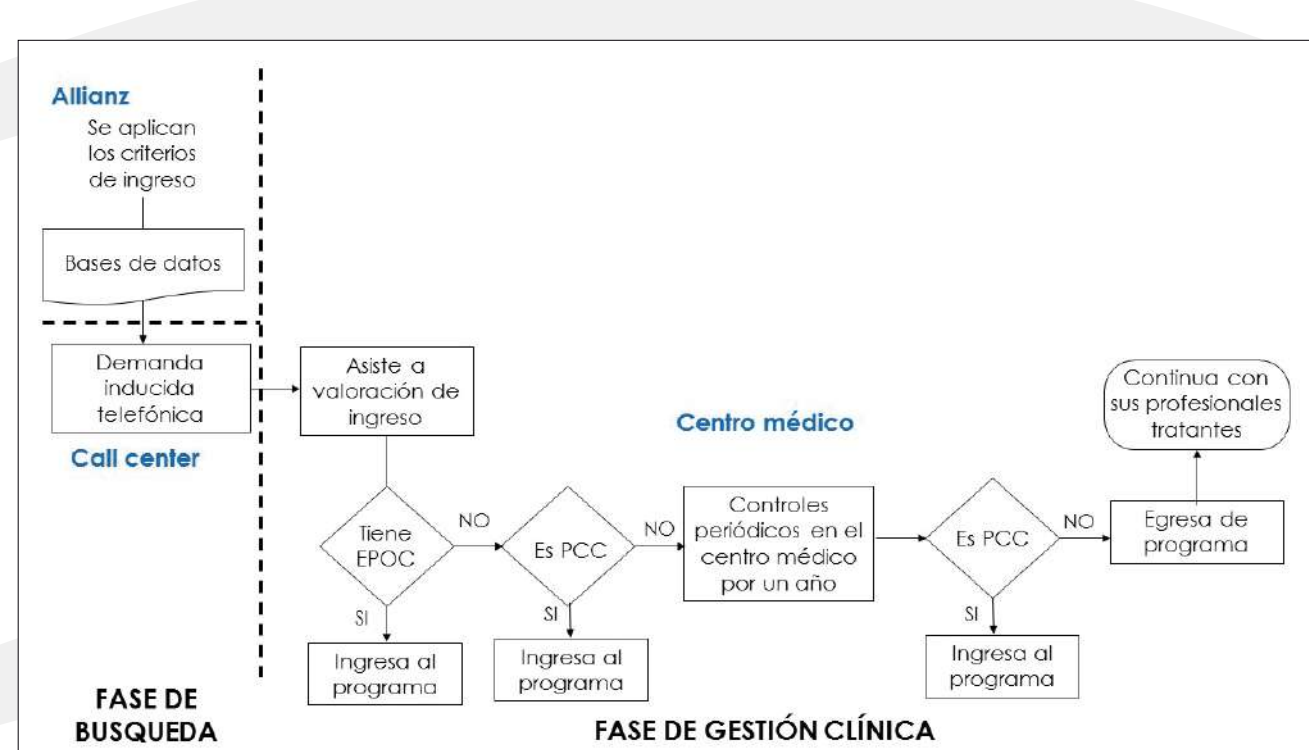 Allianz
Se aplican
los criterios
de ingreso
Bases de datos
Demanda
inducida
telefónica
Call center
FASE DE
BUSQUEDA
Asiste a
valoración de
ingreso
Tiene
EPOC
SI
Ingresa al
programa
NO
Es PCC
SI
Ingresa al
programa
NO
Centro médico
Controles
periódicos en el
centro médico
por un año
Es PCC
SI
Ingresa al
programa
NO
Egresa de
programa
Continua con
sus profesionales
tratantes
FASE DE GESTIÓN CLÍNICA